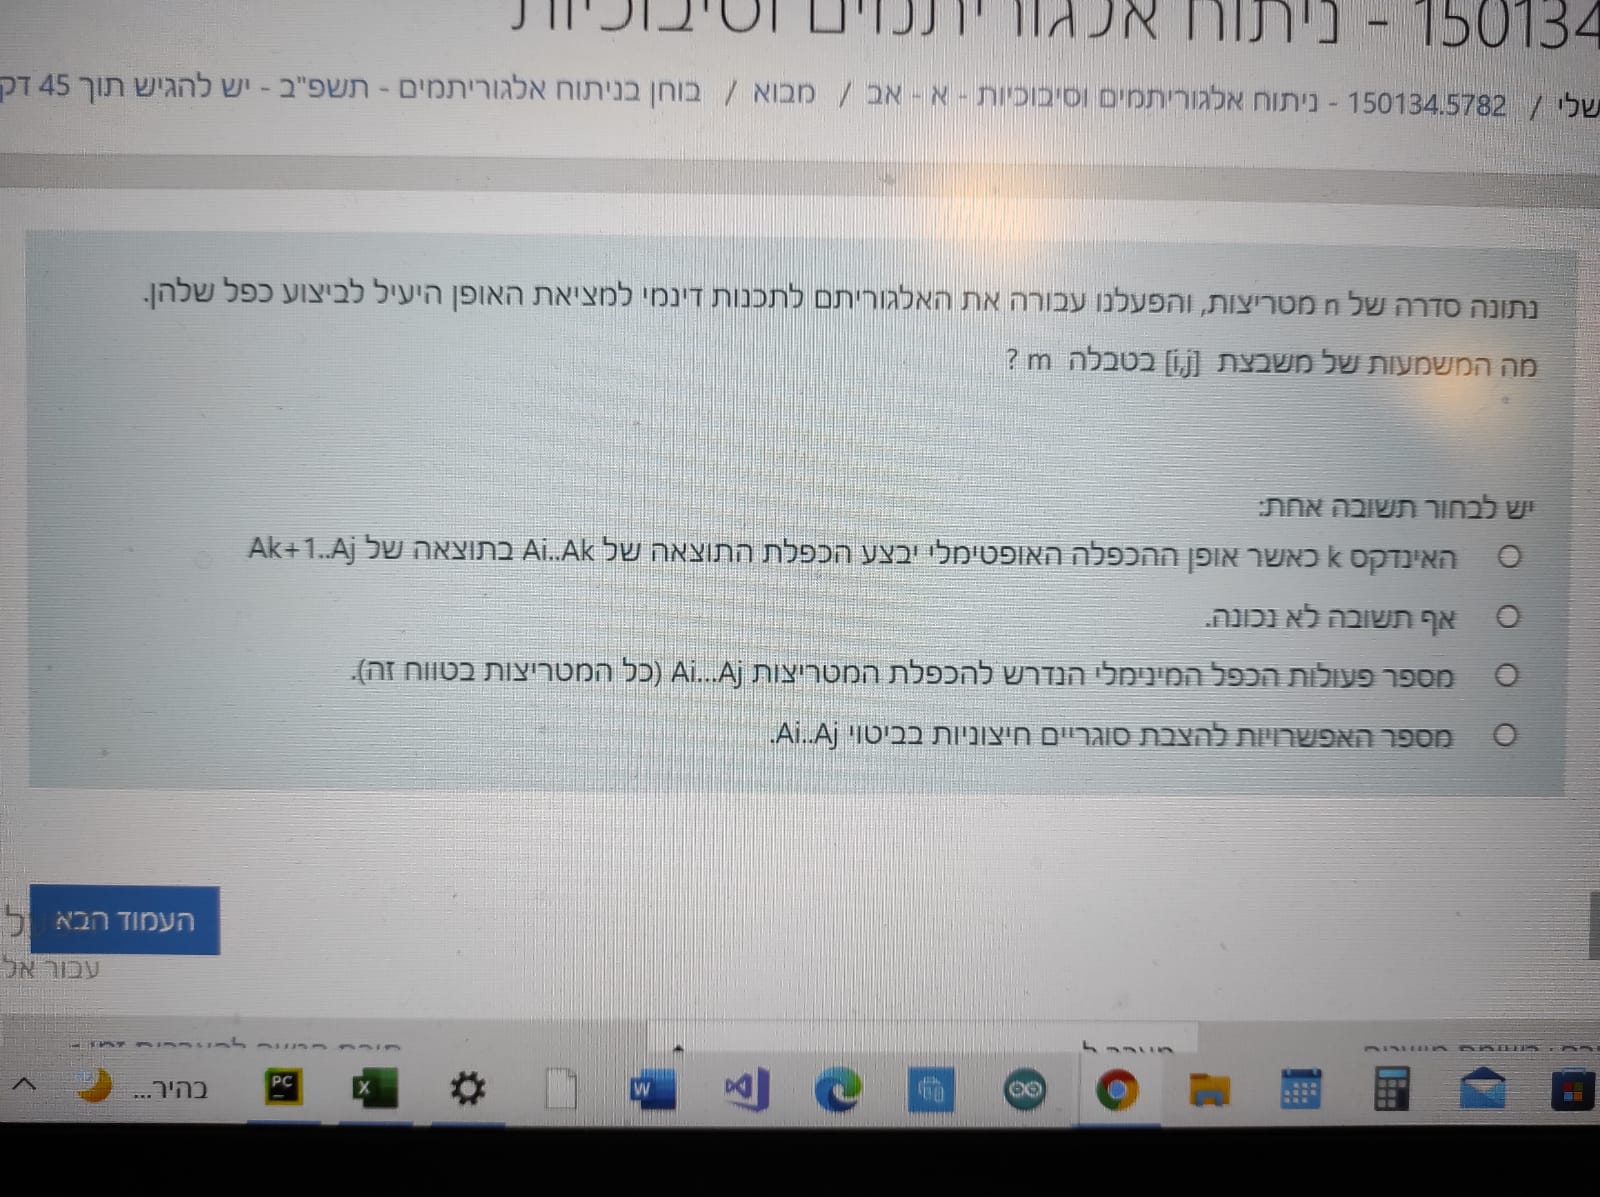 150134 - ניתוח אלגוריתמים וסיבוכיות
שלי / 150134.5782 - ניתוח אלגוריתמים וסיבוכיות - א - אב / מבוא / בוחן בניתוח אלגוריתמים - תשפ"ב - יש להגיש תוך 45 דק
נתונה סדרה של n מטריצות, והפעלנו עבורה את האלגוריתם לתכנות דינמי למציאת האופן היעיל לביצוע כפל שלהן.
מה המשמעות של משבצת [i,j] בטבלה m ?
יש לבחור תשובה אחת:
האינדקס k כאשר אופן ההכפלה האופטימלי יבצע הכפלת התוצאה של Ai..Ak בתוצאה של Ak+1..Aj
אף תשובה לא נכונה.
מספר פעולות הכפל המינימלי הנדרש להכפלת המטריצות Ai...Aj (כל המטריצות בטווח זה).
מספר האפשרויות להצבת סוגריים חיצוניות בביטוי Ai..Aj.
העמוד הבא
עבור אל
בהיר...
PC
X
W